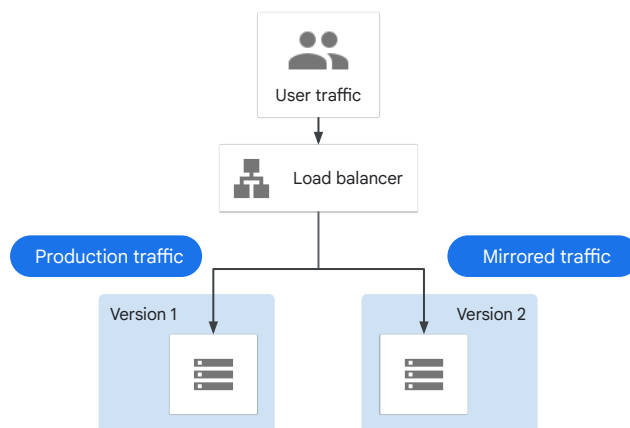 User traffic
Load balancer
Production traffic
Mirrored traffic
Version 1
Version 2